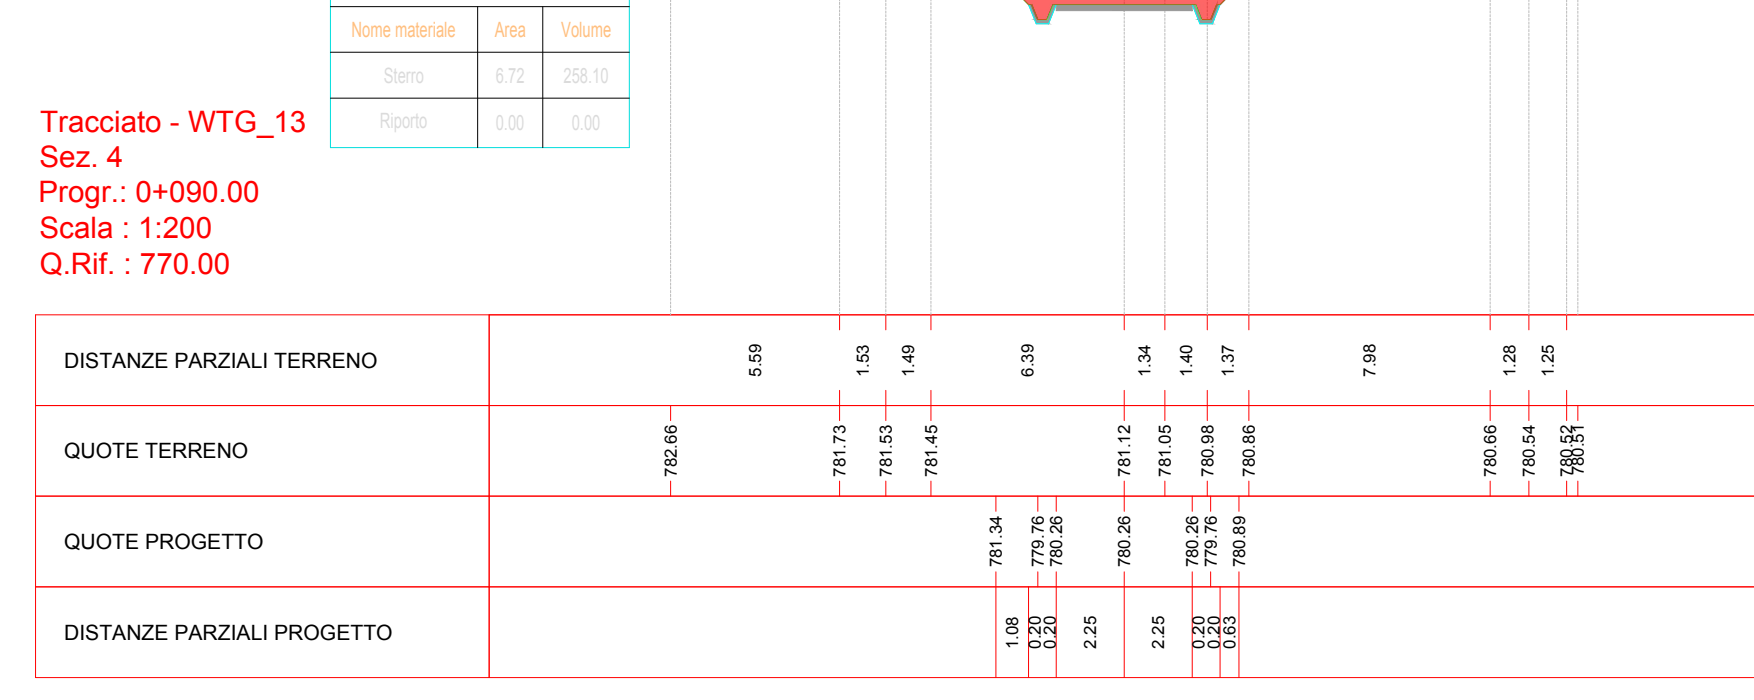 Nome materiale Area Volume
Sterro 6.72 258.10
Riporto 0.00 0.00
Tracciato - WTG_13
Sez. 4
Progr.: 0+090.00
Scala : 1:200
Q.Rif. : 770.00
DISTANZE PARZIALI TERRENO 5.59 1.53 1.49 6.39 1.34 1.40 1.37 7.98 1.28 1.25
QUOTE TERRENO 782.66 781.73 781.53 781.45 781.12 781.05 780.98 780.86 780.66 780.54 780.52 780.51
QUOTE PROGETTO 781.34 779.76 780.26 780.26 780.26 779.76 780.89
DISTANZE PARZIALI PROGETTO 1.08 0.20 0.20 2.25 2.25 0.20 0.20 0.63